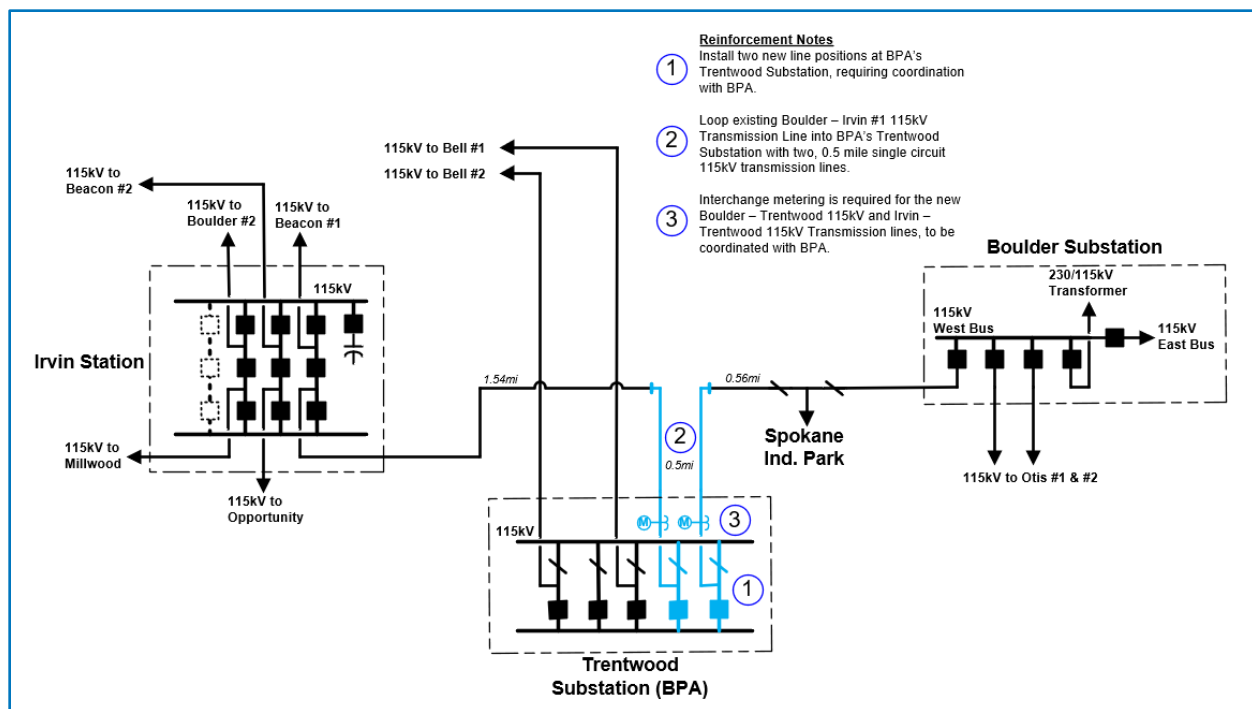 Reinforcement Notes
1
Install two new line positions at BPA's
Trentwood Substation, requiring coordination
with BPA.
2
Loop existing Boulder – Irvin #1 115kV
Transmission Line into BPA's Trentwood
Substation with two, 0.5 mile single circuit
115kV transmission lines.
3
Interchange metering is required for the new
Boulder – Trentwood 115kV and Irvin –
Trentwood 115kV Transmission lines, to be
coordinated with BPA.
115kV to Bell #1
115kV to Bell #2
115kV to
Beacon #2
115kV to
Boulder #2
115kV to
Beacon #1
115kV
Irvin Station
115kV to
Millwood
115kV to
Opportunity
1.54mi
0.56mi
2
0.5mi
Spokane
Ind. Park
Boulder Substation
230/115kV
Transformer
115kV
West Bus
115kV
East Bus
115kV to Otis #1 & #2
M
M
3
115kV
1
Trentwood
Substation (BPA)